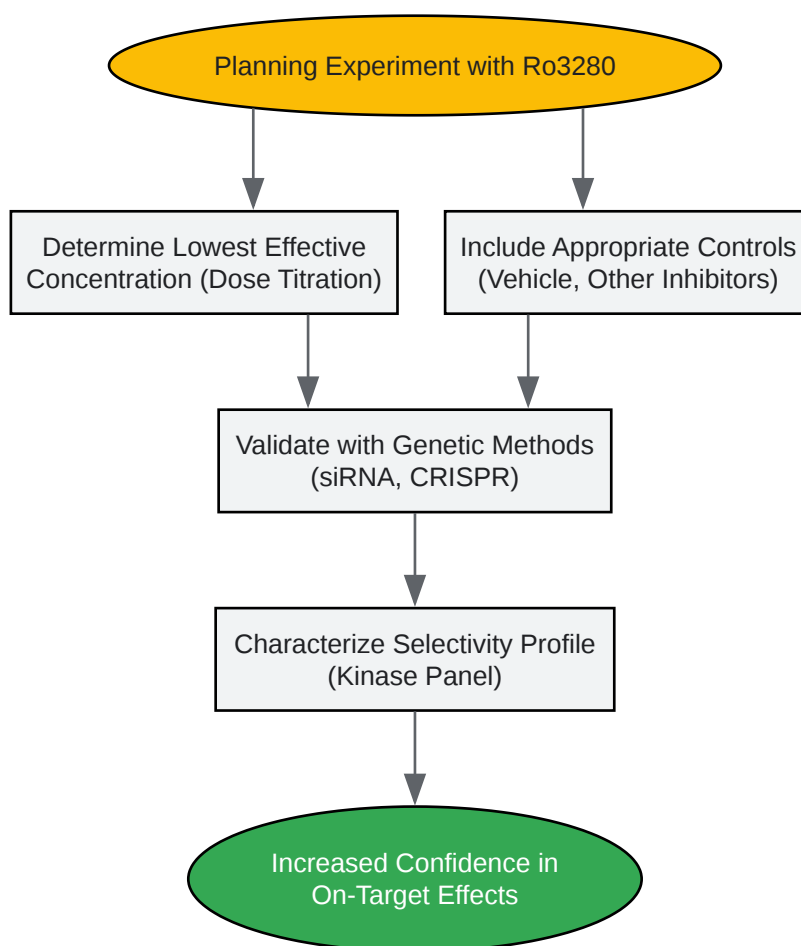 Planning Experiment with Ro3280
Determine Lowest Effective
Concentration (Dose Titration)
Include Appropriate Controls
(Vehicle, Other Inhibitors)
Validate with Genetic Methods
(siRNA, CRISPR)
Characterize Selectivity Profile
(Kinase Panel)
Increased Confidence in
On-Target Effects